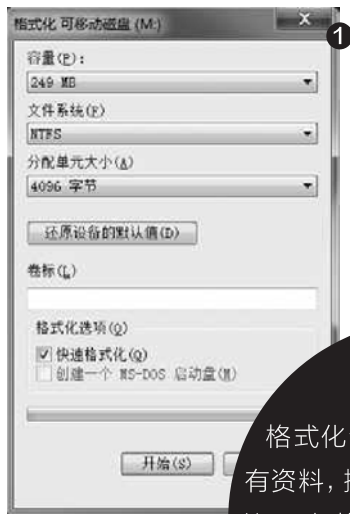 格式化 可移动磁盘 (M:)
1
容量(P):
249 MB
文件系统(F)
NTFS
分配单元大小(A)
4096 字节
还原设备的默认值(D)
卷标(L)
格式化选项(O)
快速格式化(Q)
创建一个 MS-DOS 启动盘(M)
开始(S)
格式化
有资料,